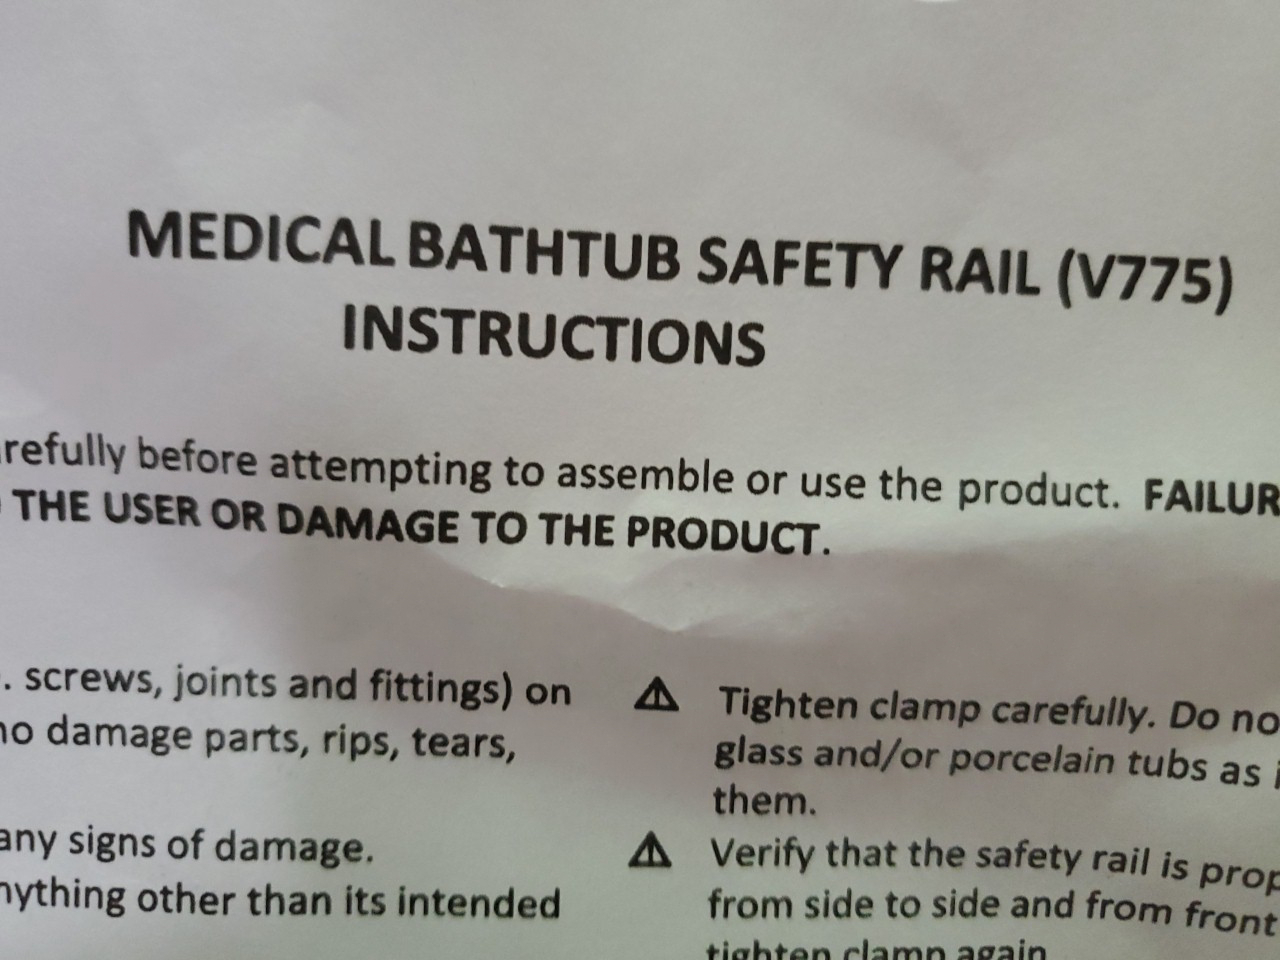 MEDICAL BATHTUB SAFETY RAIL (V775)
INSTRUCTIONS
refully before attempting to assemble or use the product. FAILUR
THE USER OR DAMAGE TO THE PRODUCT.
. screws, joints and fittings) on
no damage parts, rips, tears,
any signs of damage.
nything other than its intended
⚠ Tighten clamp carefully. Do no
glass and/or porcelain tubs as i
them.
⚠ Verify that the safety rail is prop
from side to side and from front
tighten clamp again